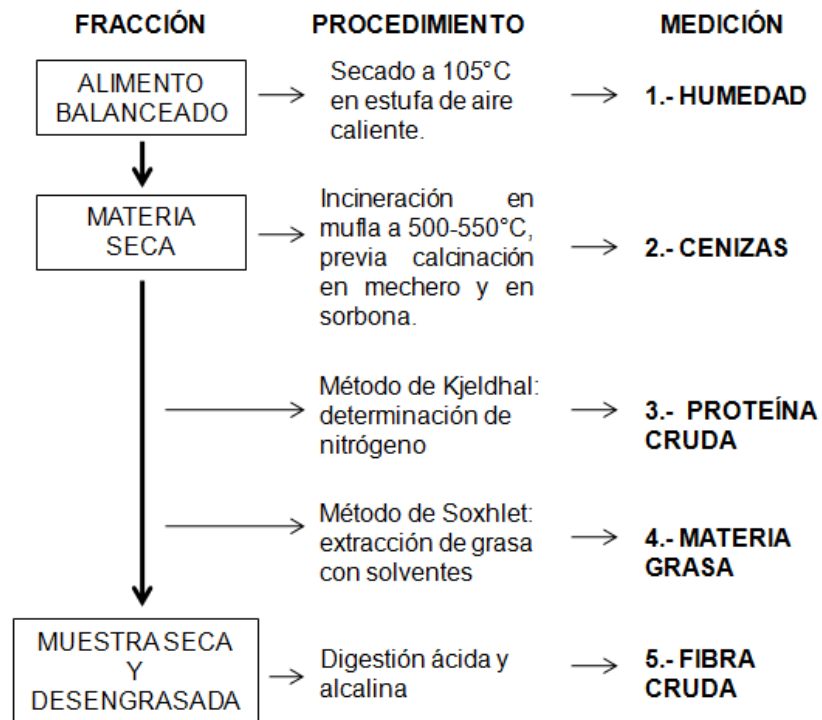 FRACCIÓN PROCEDIMIENTO MEDICIÓN
ALIMENTO
BALANCEADO
Secado a 105°C
en estufa de aire
caliente.
1.- HUMEDAD
MATERIA
SECA
Incineración en
mufla a 500-550°C,
previa calcinación
en mechero y en
sorbona.
2.- CENIZAS
Método de Kjeldhal:
determinación de
nitrógeno
3.- PROTEÍNA
CRUDA
Método de Soxhlet:
extracción de grasa
con solventes
4.- MATERIA
GRASA
MUESTRA SECA
Y
DESENGRASADA
Digestión ácida y
alcalina
5.- FIBRA
CRUDA